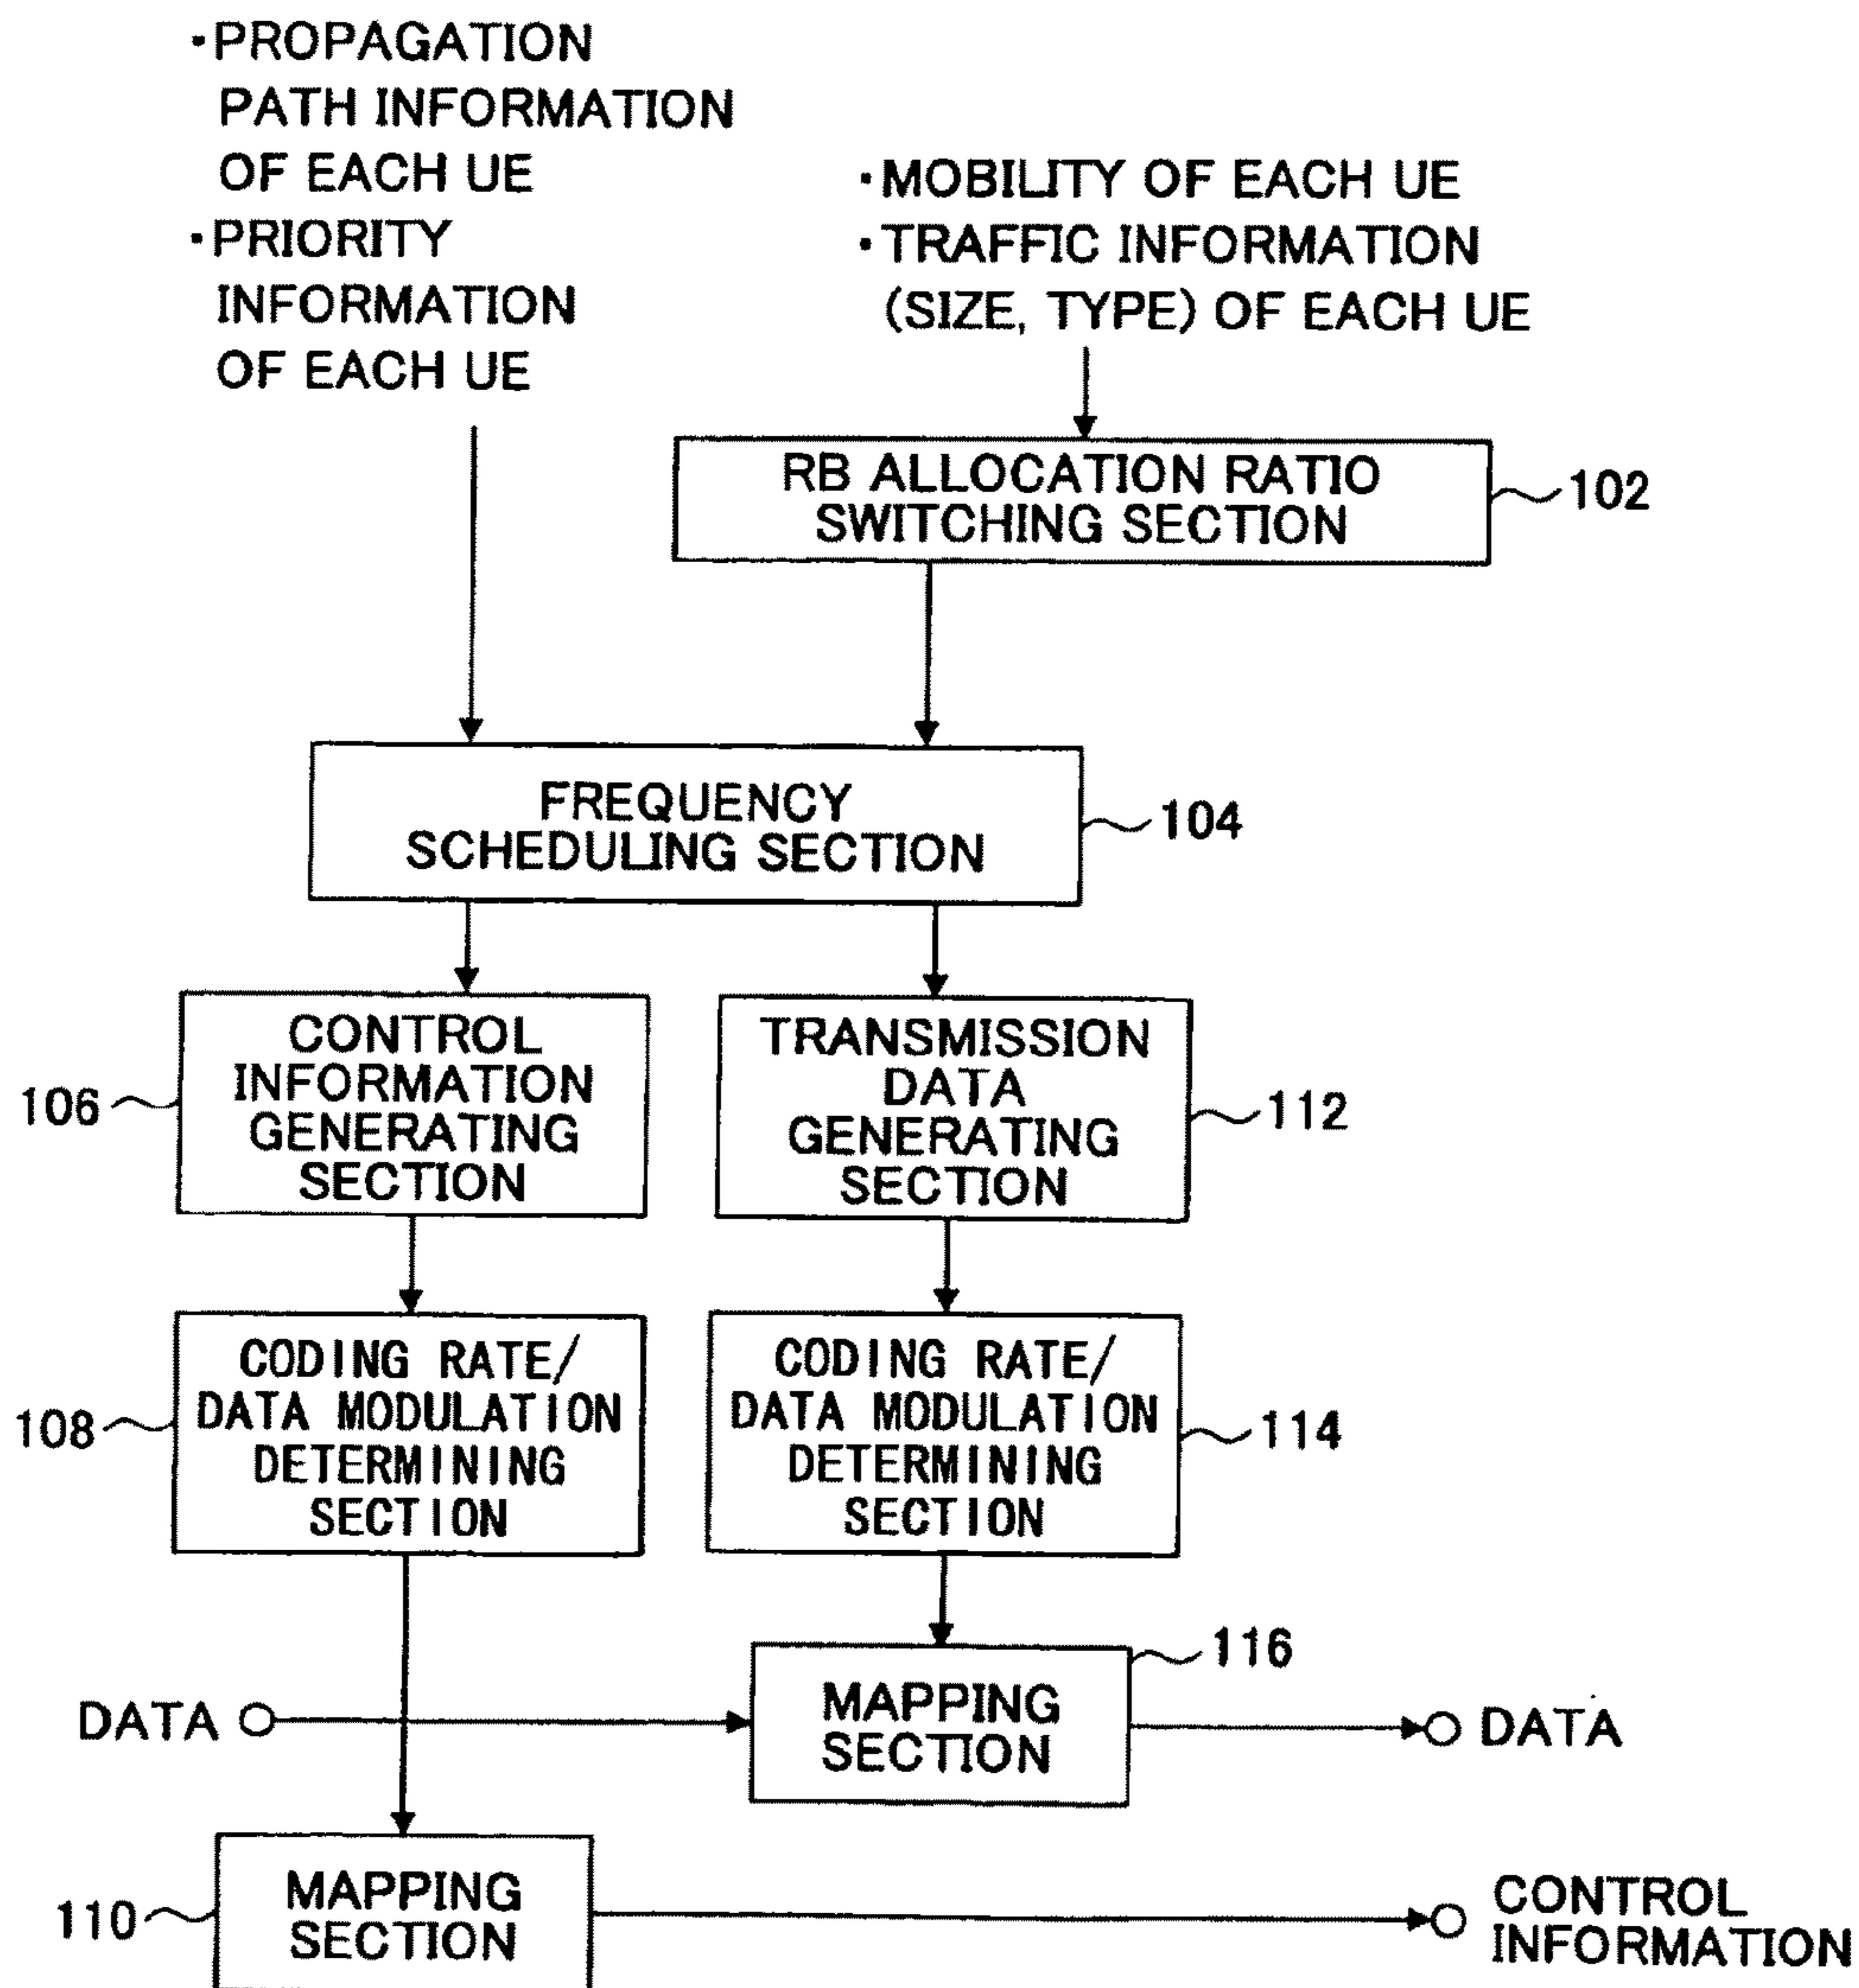 ・PROPAGATION
PATH INFORMATION
OF EACH UE
・PRIORITY
INFORMATION
OF EACH UE
・MOBILITY OF EACH UE
・TRAFFIC INFORMATION
(SIZE, TYPE) OF EACH UE
RB ALLOCATION RATIO
SWITCHING SECTION
102
FREQUENCY
SCHEDULING SECTION
104
CONTROL
INFORMATION
GENERATING
SECTION
106
TRANSMISSION
DATA
GENERATING
SECTION
112
CODING RATE/
DATA MODULATION
DETERMINING
SECTION
108
CODING RATE/
DATA MODULATION
DETERMINING
SECTION
114
116
DATA
MAPPING
SECTION
DATA
110
MAPPING
SECTION
CONTROL
INFORMATION